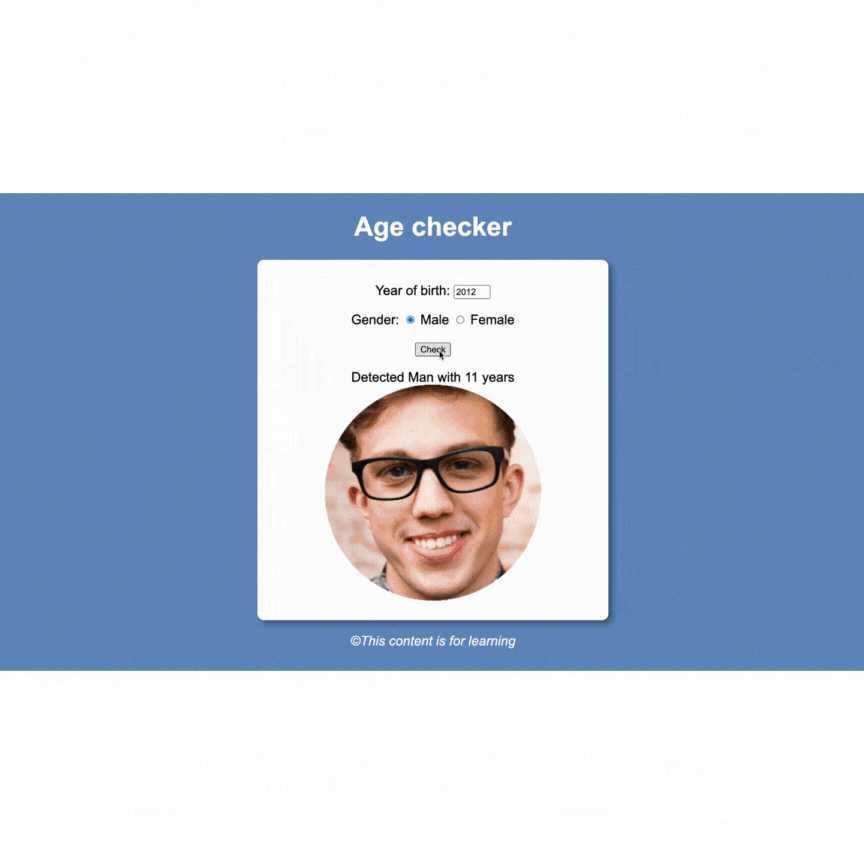 Age checker
Year of birth: 2012
Gender: Male Female
Check
Detected Man with 11 years
©This content is for learning